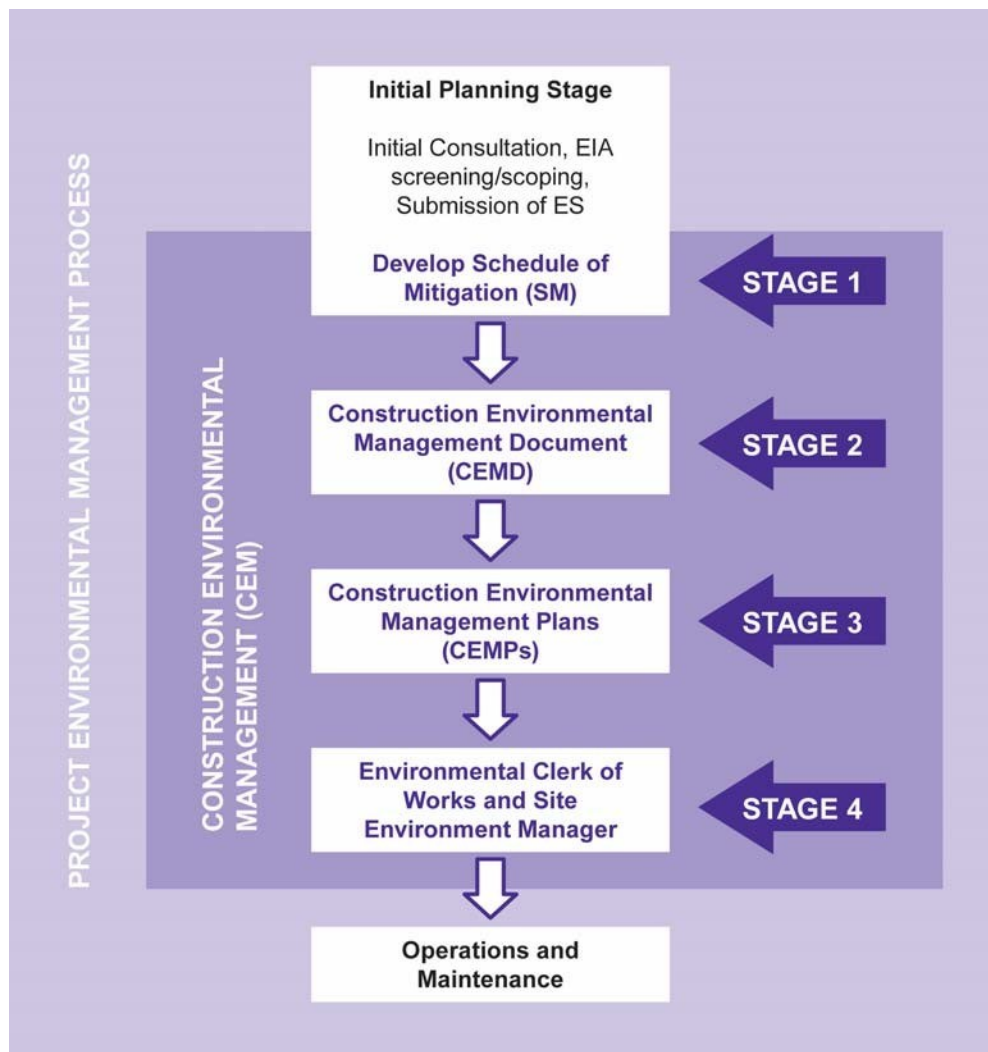 PROJECT ENVIRONMENTAL MANAGEMENT PROCESS
CONSTRUCTION ENVIRONMENTAL
MANAGEMENT (CEM)
Initial Planning Stage
Initial Consultation, EIA
screening/scoping,
Submission of ES
Develop Schedule of
Mitigation (SM)
STAGE 1
Construction Environmental
Management Document
(CEMD)
STAGE 2
Construction Environmental
Management Plans
(CEMPs)
STAGE 3
Environmental Clerk of
Works and Site
Environment Manager
STAGE 4
Operations and
Maintenance